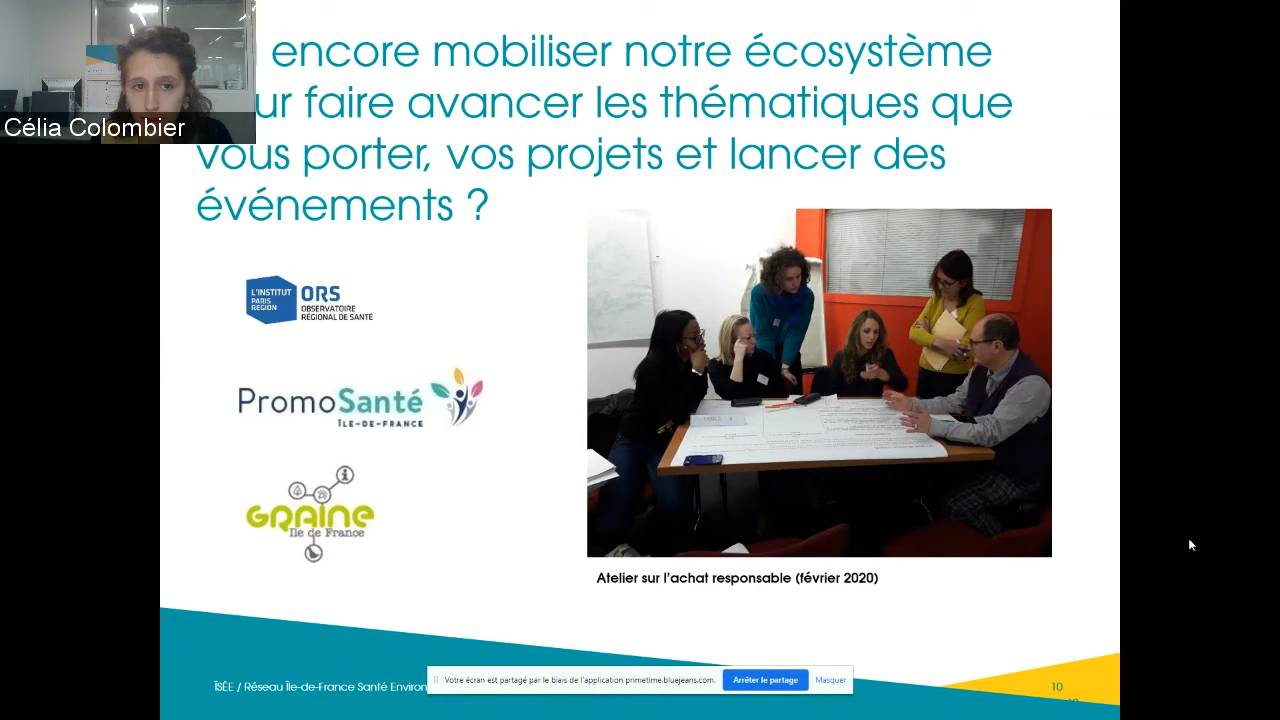 encore mobiliser notre écosystème
ur faire avancer les thématiques que
vous porter, vos projets et lancer des
événements ?
Célia Colombier
L'INSTITUT
PARIS
REGION
ORS
OBSERVATOIRE
RÉGIONAL DE SANTÉ
PromoSanté
ÎLE-DE-FRANCE
GRAINE
Ile de France
TABLE
Atelier sur l'achat responsable (février 2020)
ÎSÉE / Réseau Île-de-France Santé Environ
Votre écran est partagé par le biais de l'application primetime.bluejeans.com.
Arrêter le partage
Masquer
10